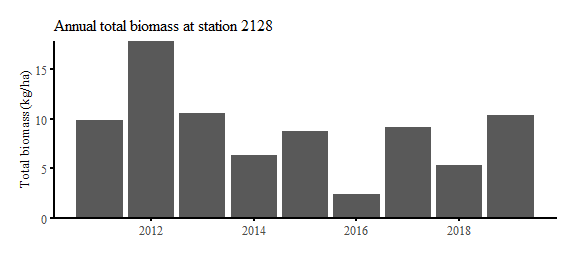 Annual total biomass at station 2128
Total biomass (kg/ha)
15
10
5
0
2012 2014 2016 2018